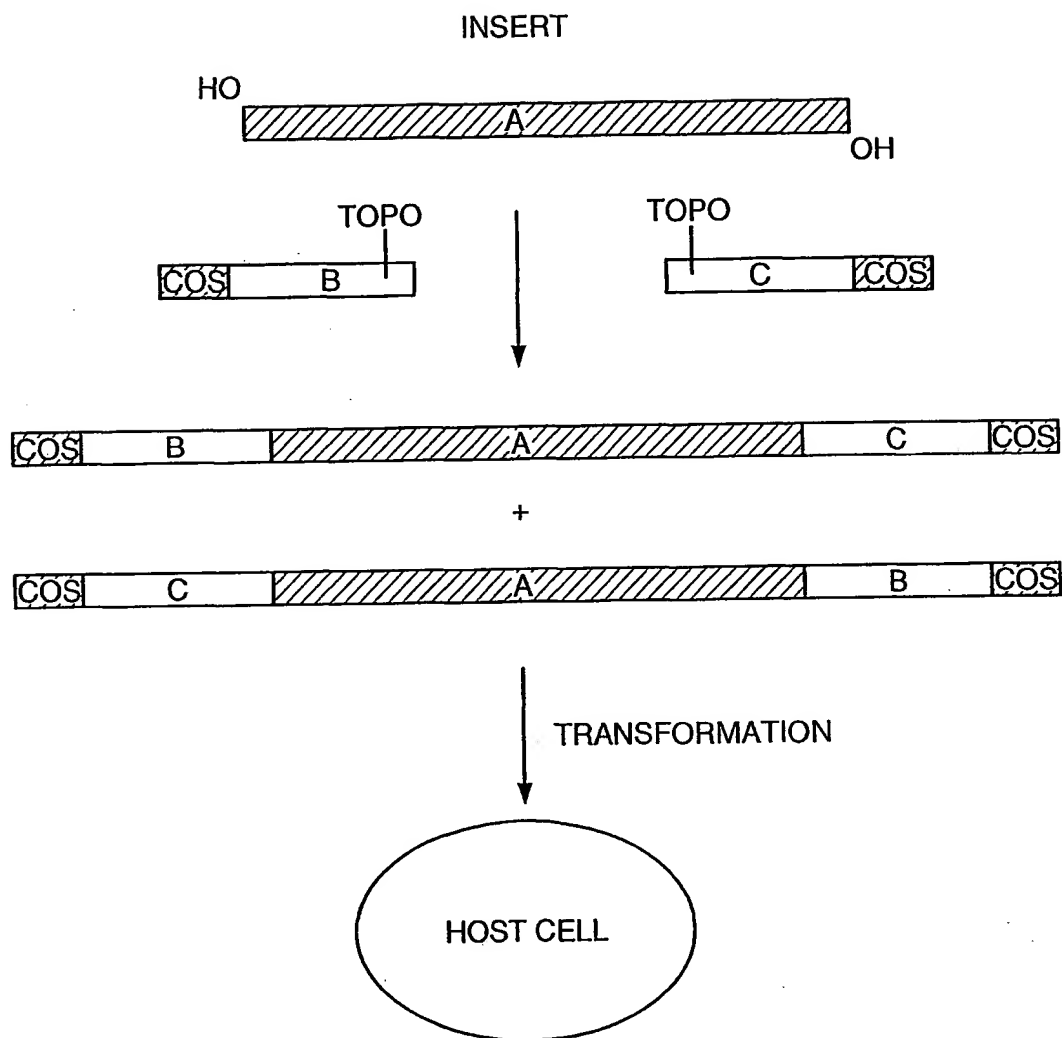 INSERT
HO
A
OH
TOPO TOPO
COS B C COS
COS B A C COS
+
COS C A B COS
TRANSFORMATION
HOST CELL